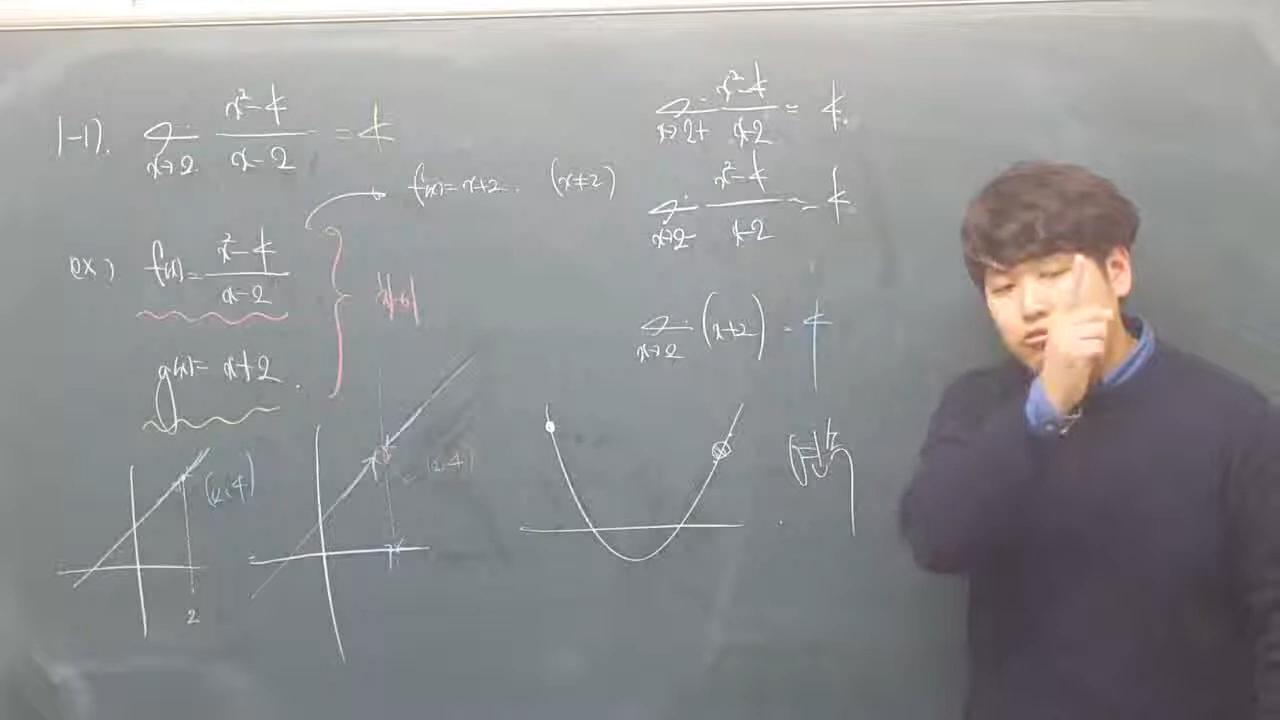 1-1). lim x→2 (x²-4)/(x-2) = 4
ex) f(x) = (x²-4)/(x-2)
g(x) = x+2.
f(x) = x+2. (x≠2)
(2,4)
2
(2,4)
lim x→2+ (x²-4)/(x-2) = 4.
lim x→2- (x²-4)/(x-2) = 4.
lim x→2 (x+2) = 4